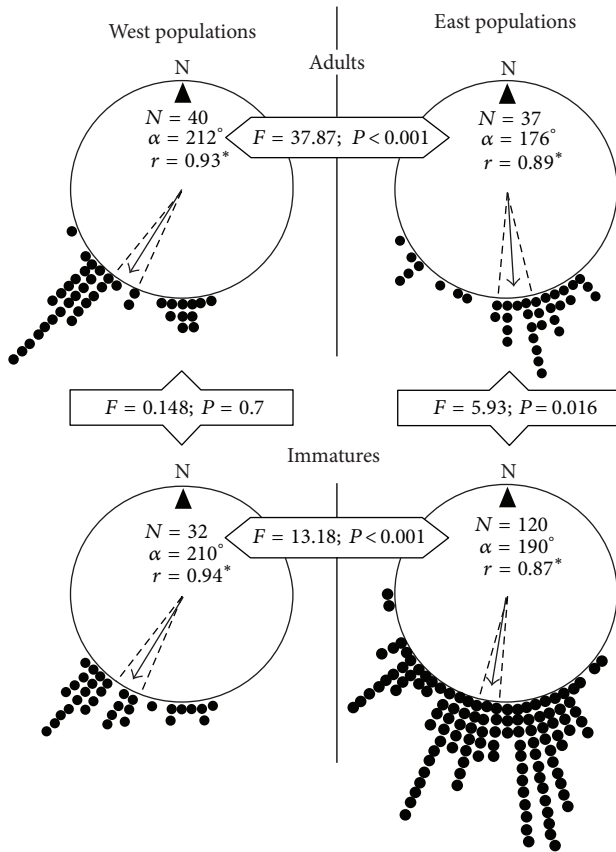 West populations
East populations
Adults
N
N = 40
α = 212°
r = 0.93*
F = 37.87; P < 0.001
N
N = 37
α = 176°
r = 0.89*
F = 0.148; P = 0.7
F = 5.93; P = 0.016
Immatures
N
N = 32
α = 210°
r = 0.94*
F = 13.18; P < 0.001
N
N = 120
α = 190°
r = 0.87*